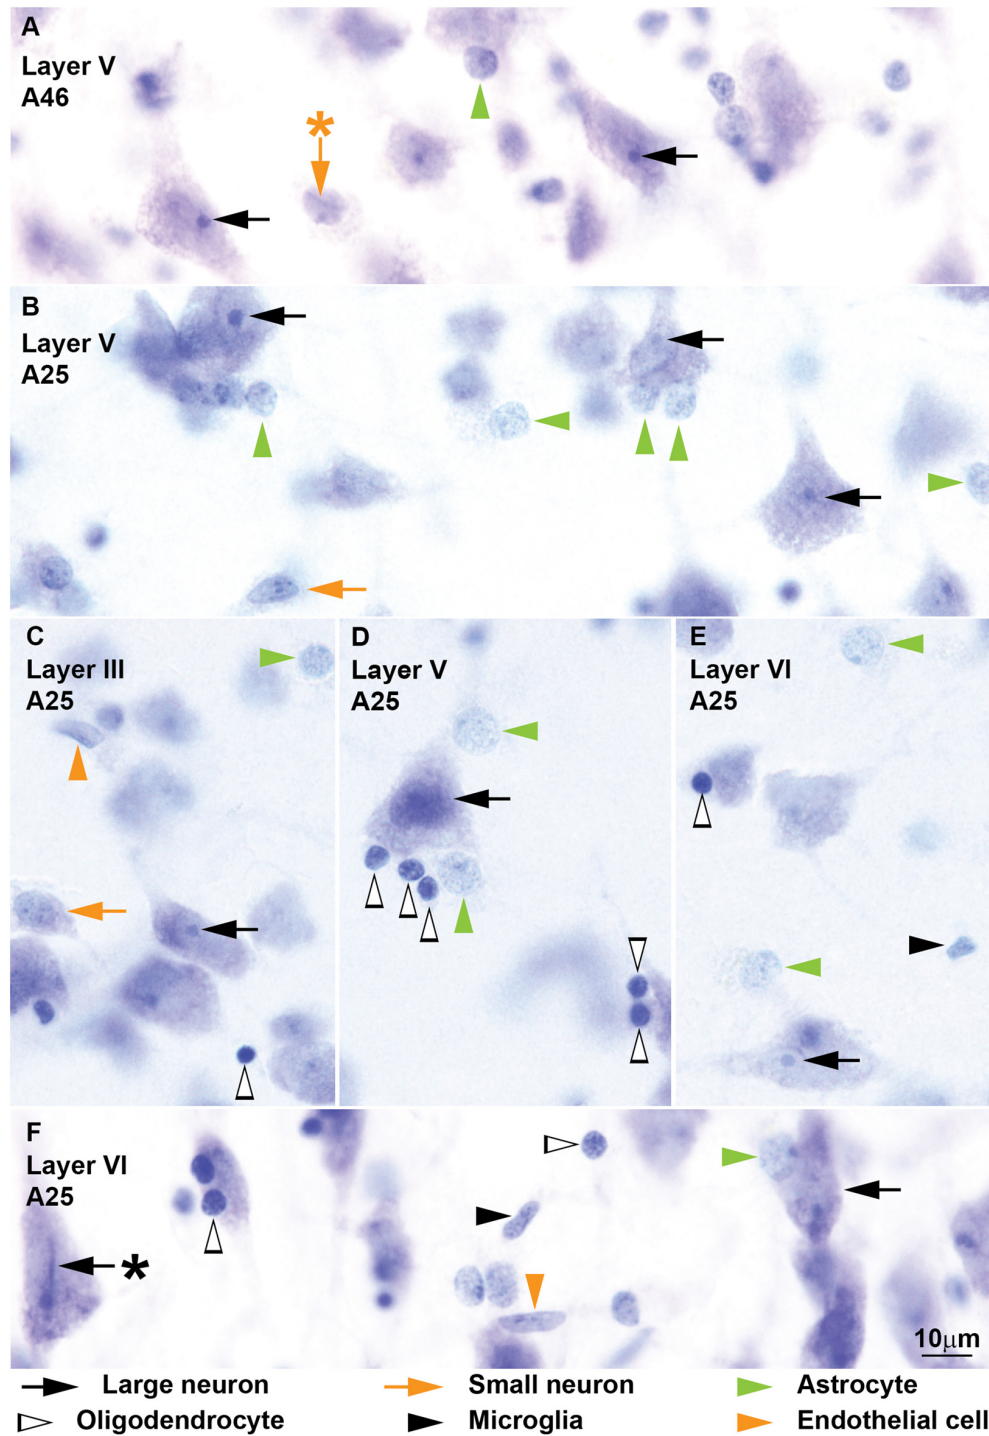 A
Layer V
A46
*
B
Layer V
A25
C
Layer III
A25
D
Layer V
A25
E
Layer VI
A25
F
Layer VI
A25
*
10μm
Large neuron
Small neuron
Astrocyte
Oligodendrocyte
Microglia
Endothelial cell